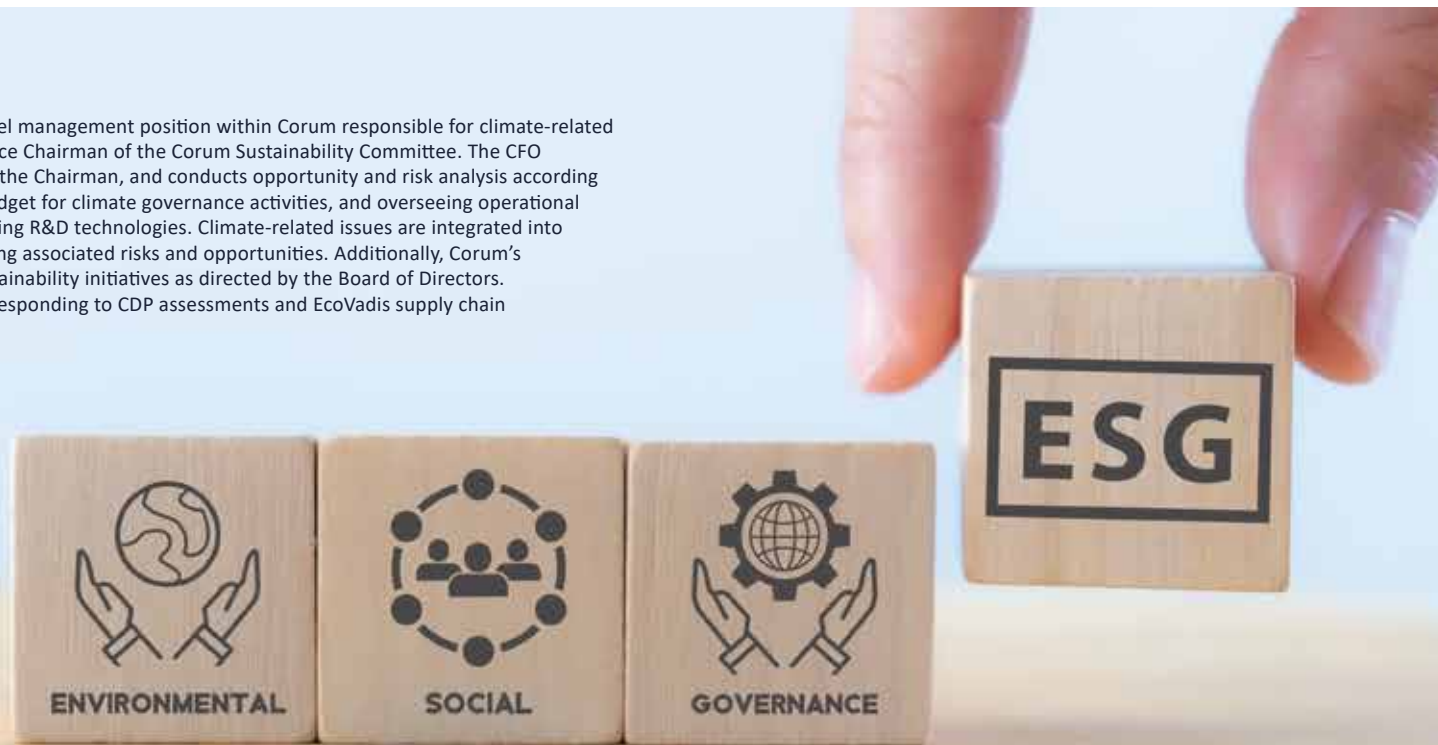 el management position within Corum responsible for climate-related
ce Chairman of the Corum Sustainability Committee. The CFO
the Chairman, and conducts opportunity and risk analysis according
dget for climate governance activities, and overseeing operational
ing R&D technologies. Climate-related issues are integrated into
ng associated risks and opportunities. Additionally, Corum’s
ainability initiatives as directed by the Board of Directors.
esponding to CDP assessments and EcoVadis supply chain
ESG
ENVIRONMENTAL SOCIAL GOVERNANCE